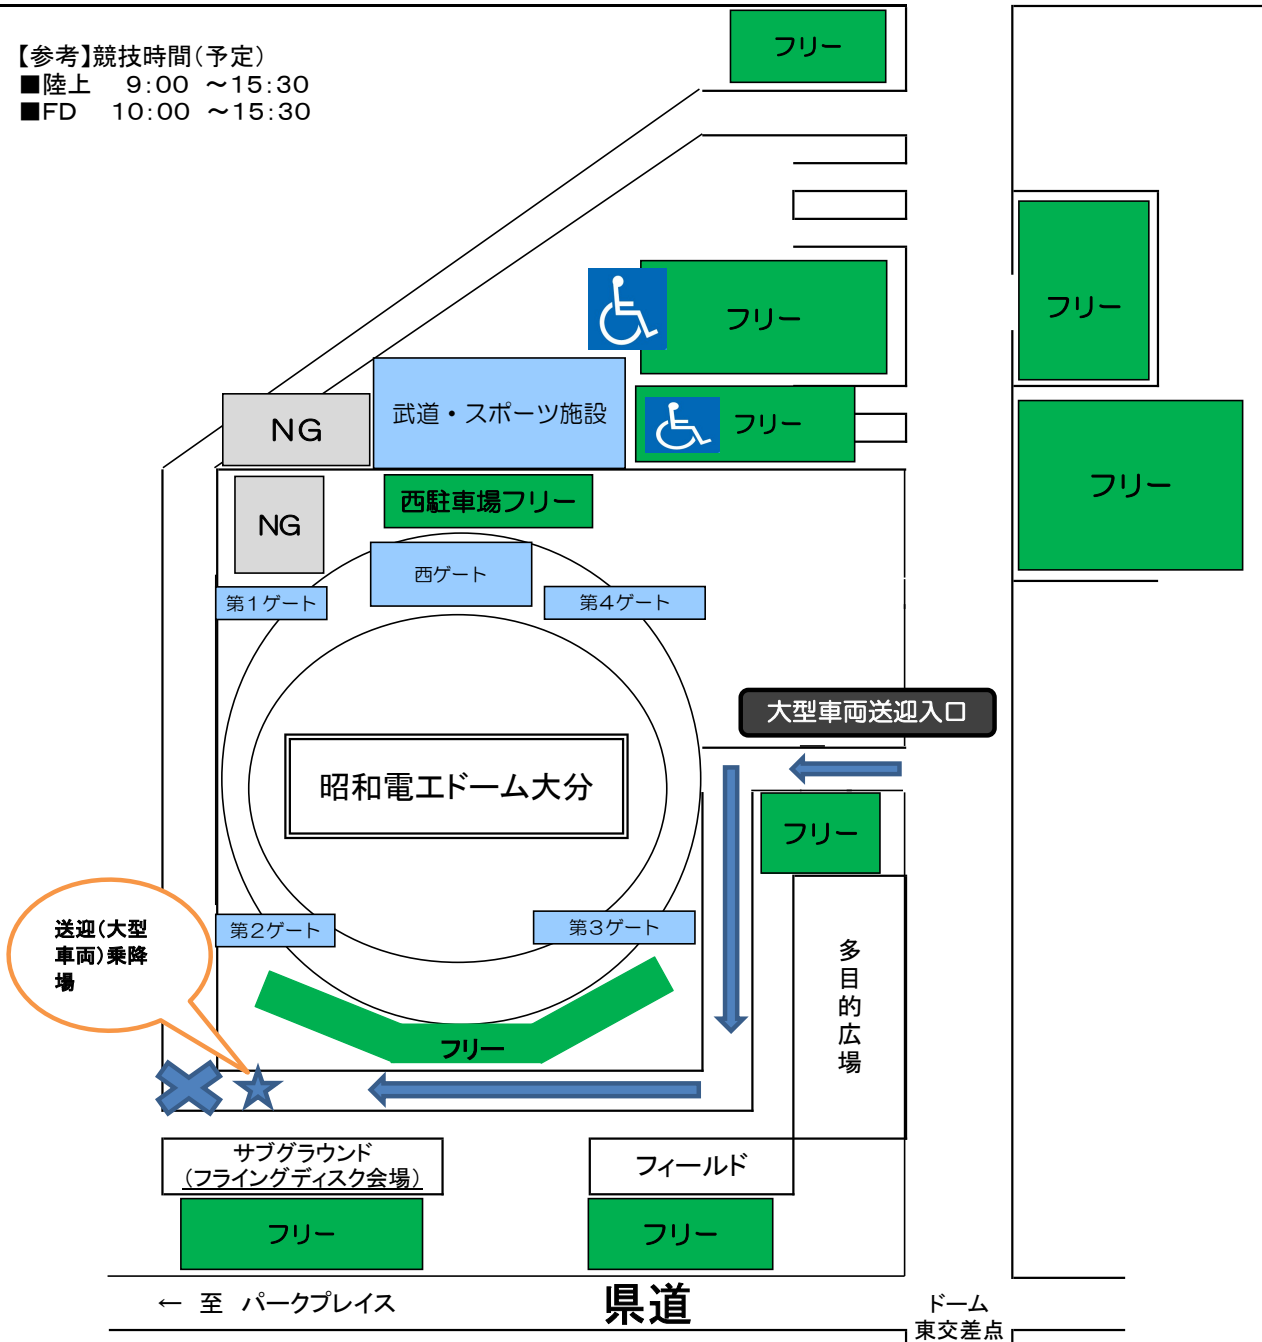 【参考】競技時間(予定)
■陸上　9:00 ～15:30
■FD　10:00 ～15:30
フリー
フリー
フリー
武道・スポーツ施設
フリー
NG
フリー
西駐車場フリー
NG
西ゲート
第1ゲート
第4ゲート
大型車両送迎入口
昭和電工ドーム大分
フリー
第2ゲート
第3ゲート
送迎(大型
車両)乗降
場
多目的広場
フリー
サブグラウンド
(フライングディスク会場)
フィールド
フリー
フリー
← 至 パークプレイス
県道
ドーム
東交差点